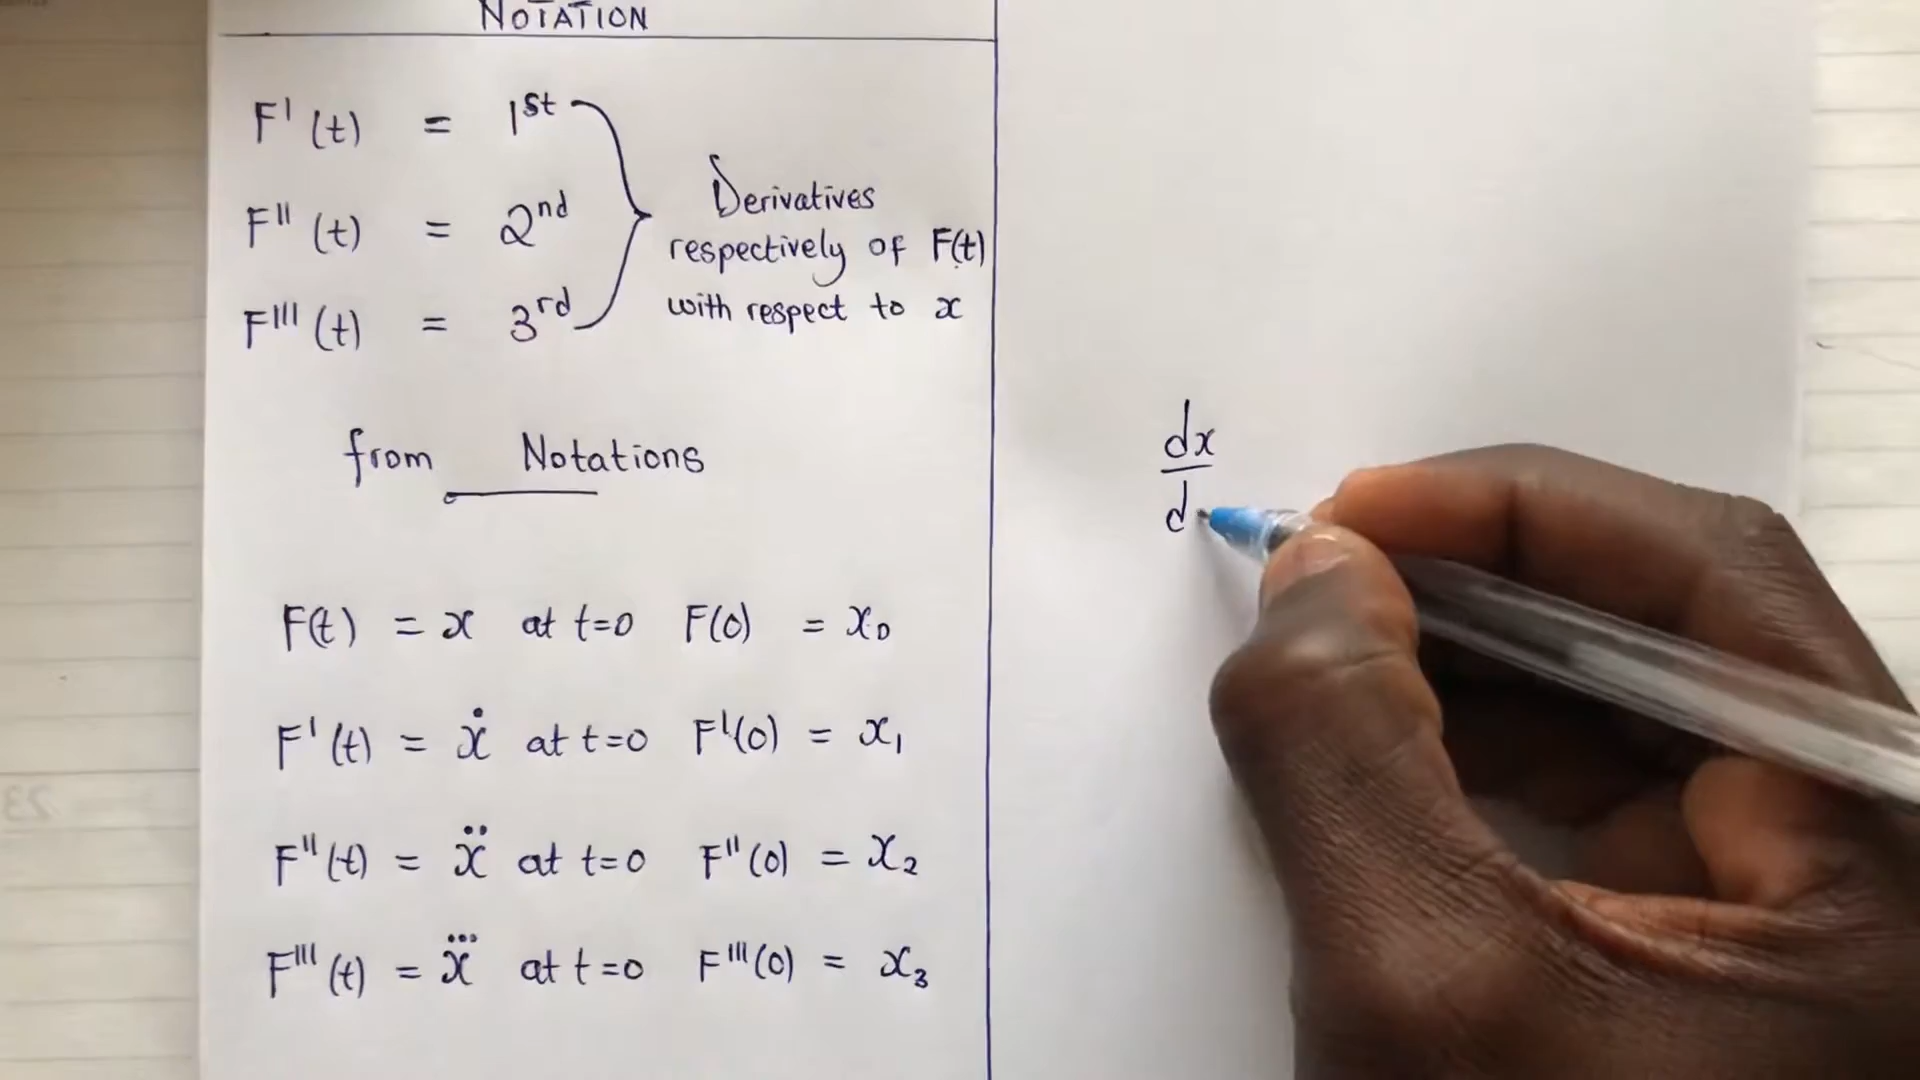 NOTATION
F'(t) = 1st
F''(t) = 2nd
F'''(t) = 3rd
Derivatives
respectively of F(t)
with respect to x
from Notations
F(t) = x at t=0 F(0) = x₀
F'(t) = ẋ at t=0 F'(0) = x₁
F''(t) = ẍ at t=0 F''(0) = x₂
F'''(t) = x⃛ at t=0 F'''(0) = x₃
dx
d
23